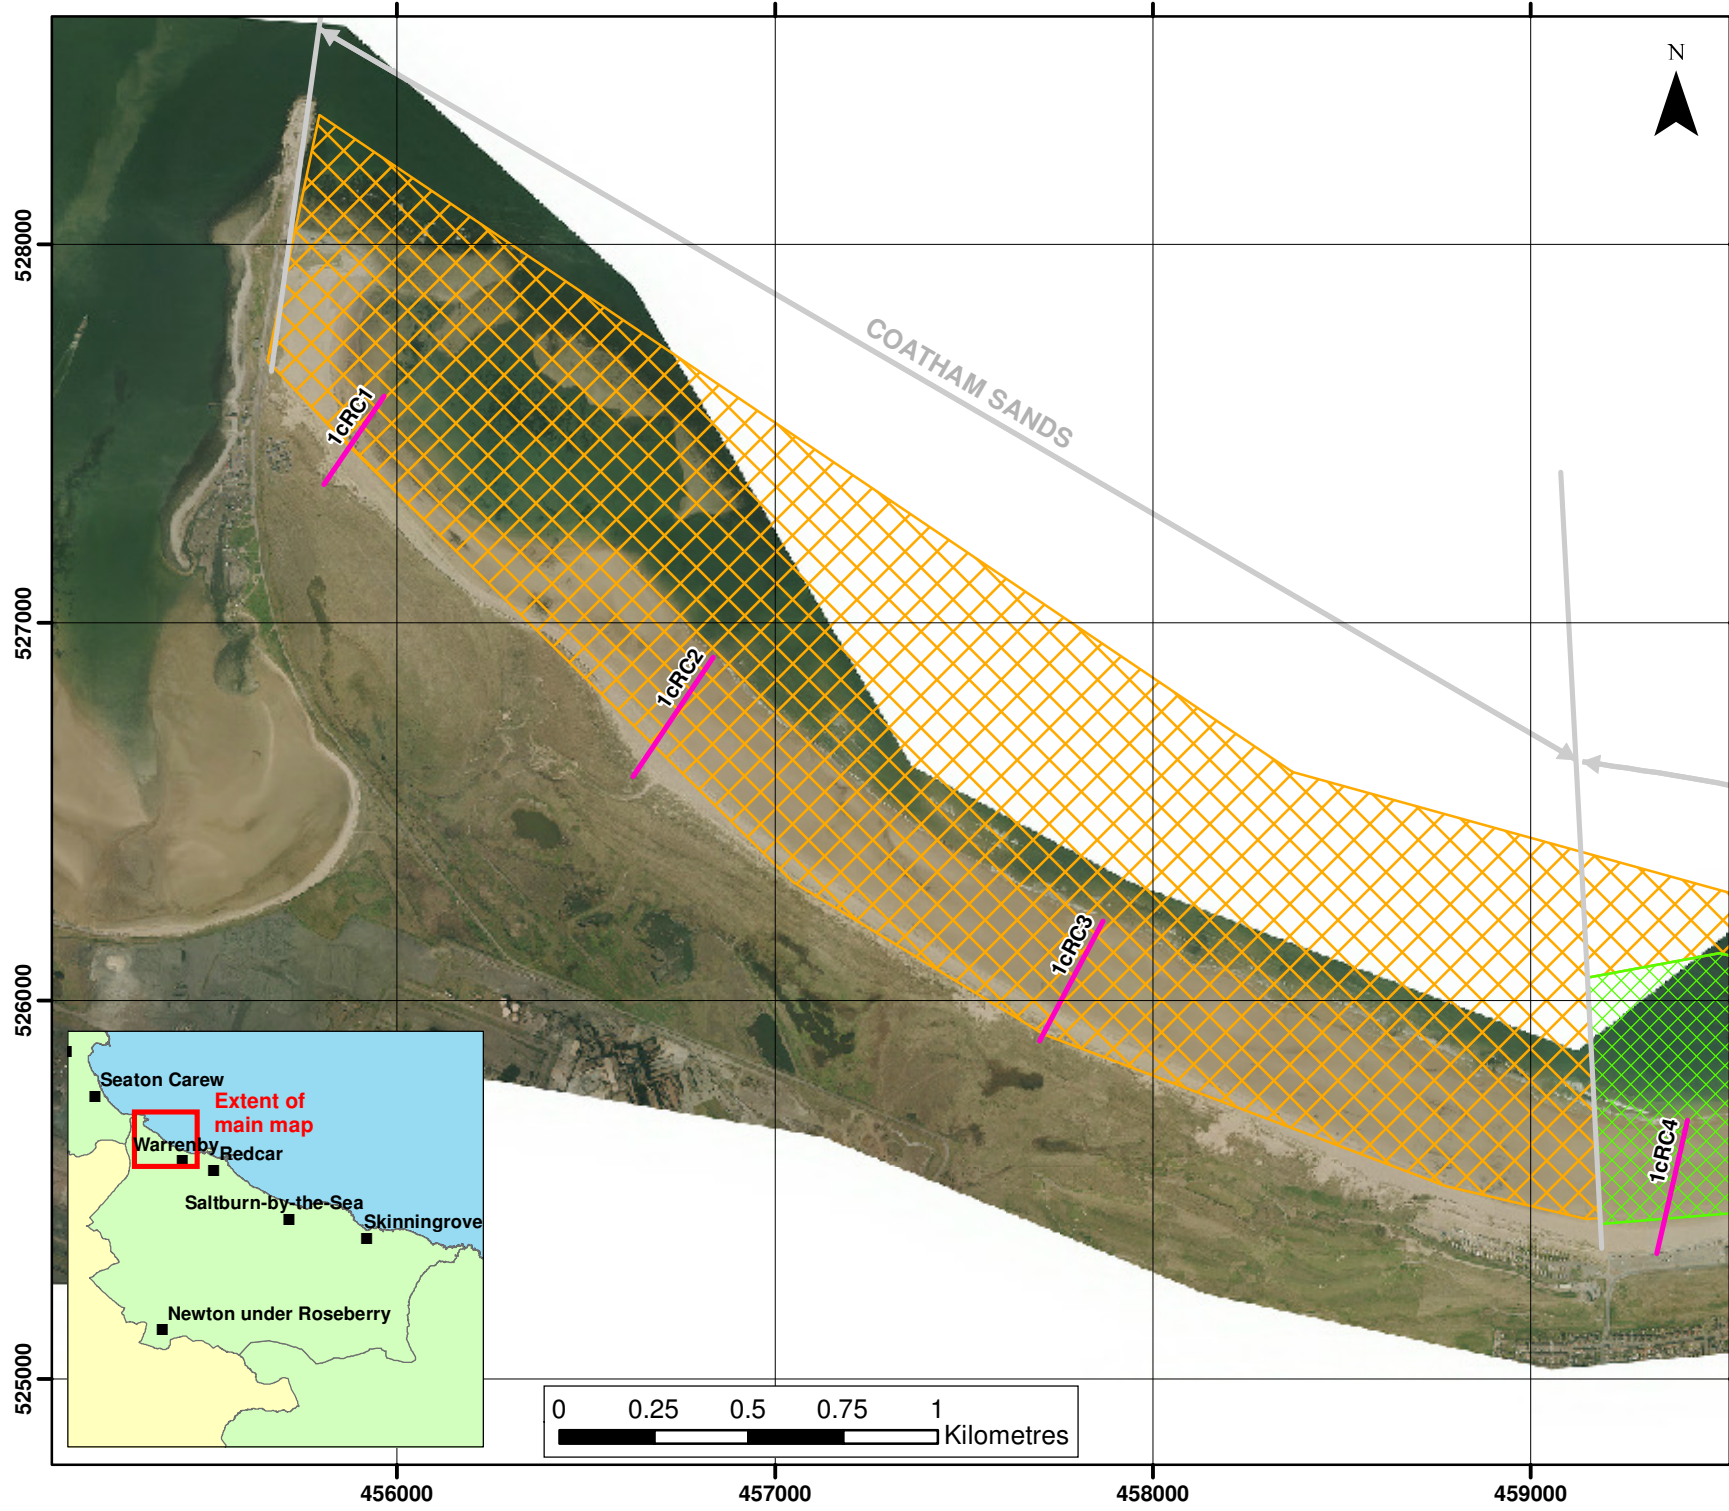 N
528000
COATHAM SANDS
1cRC1
527000
1cRC2
1cRC3
526000
1cRC4
Seaton Carew
Extent of
main map
Warrenby
Redcar
Saltburn-by-the-Sea
Skinningrove
Newton under Roseberry
525000
0 0.25 0.5 0.75 1
Kilometres
456000 457000 458000 459000